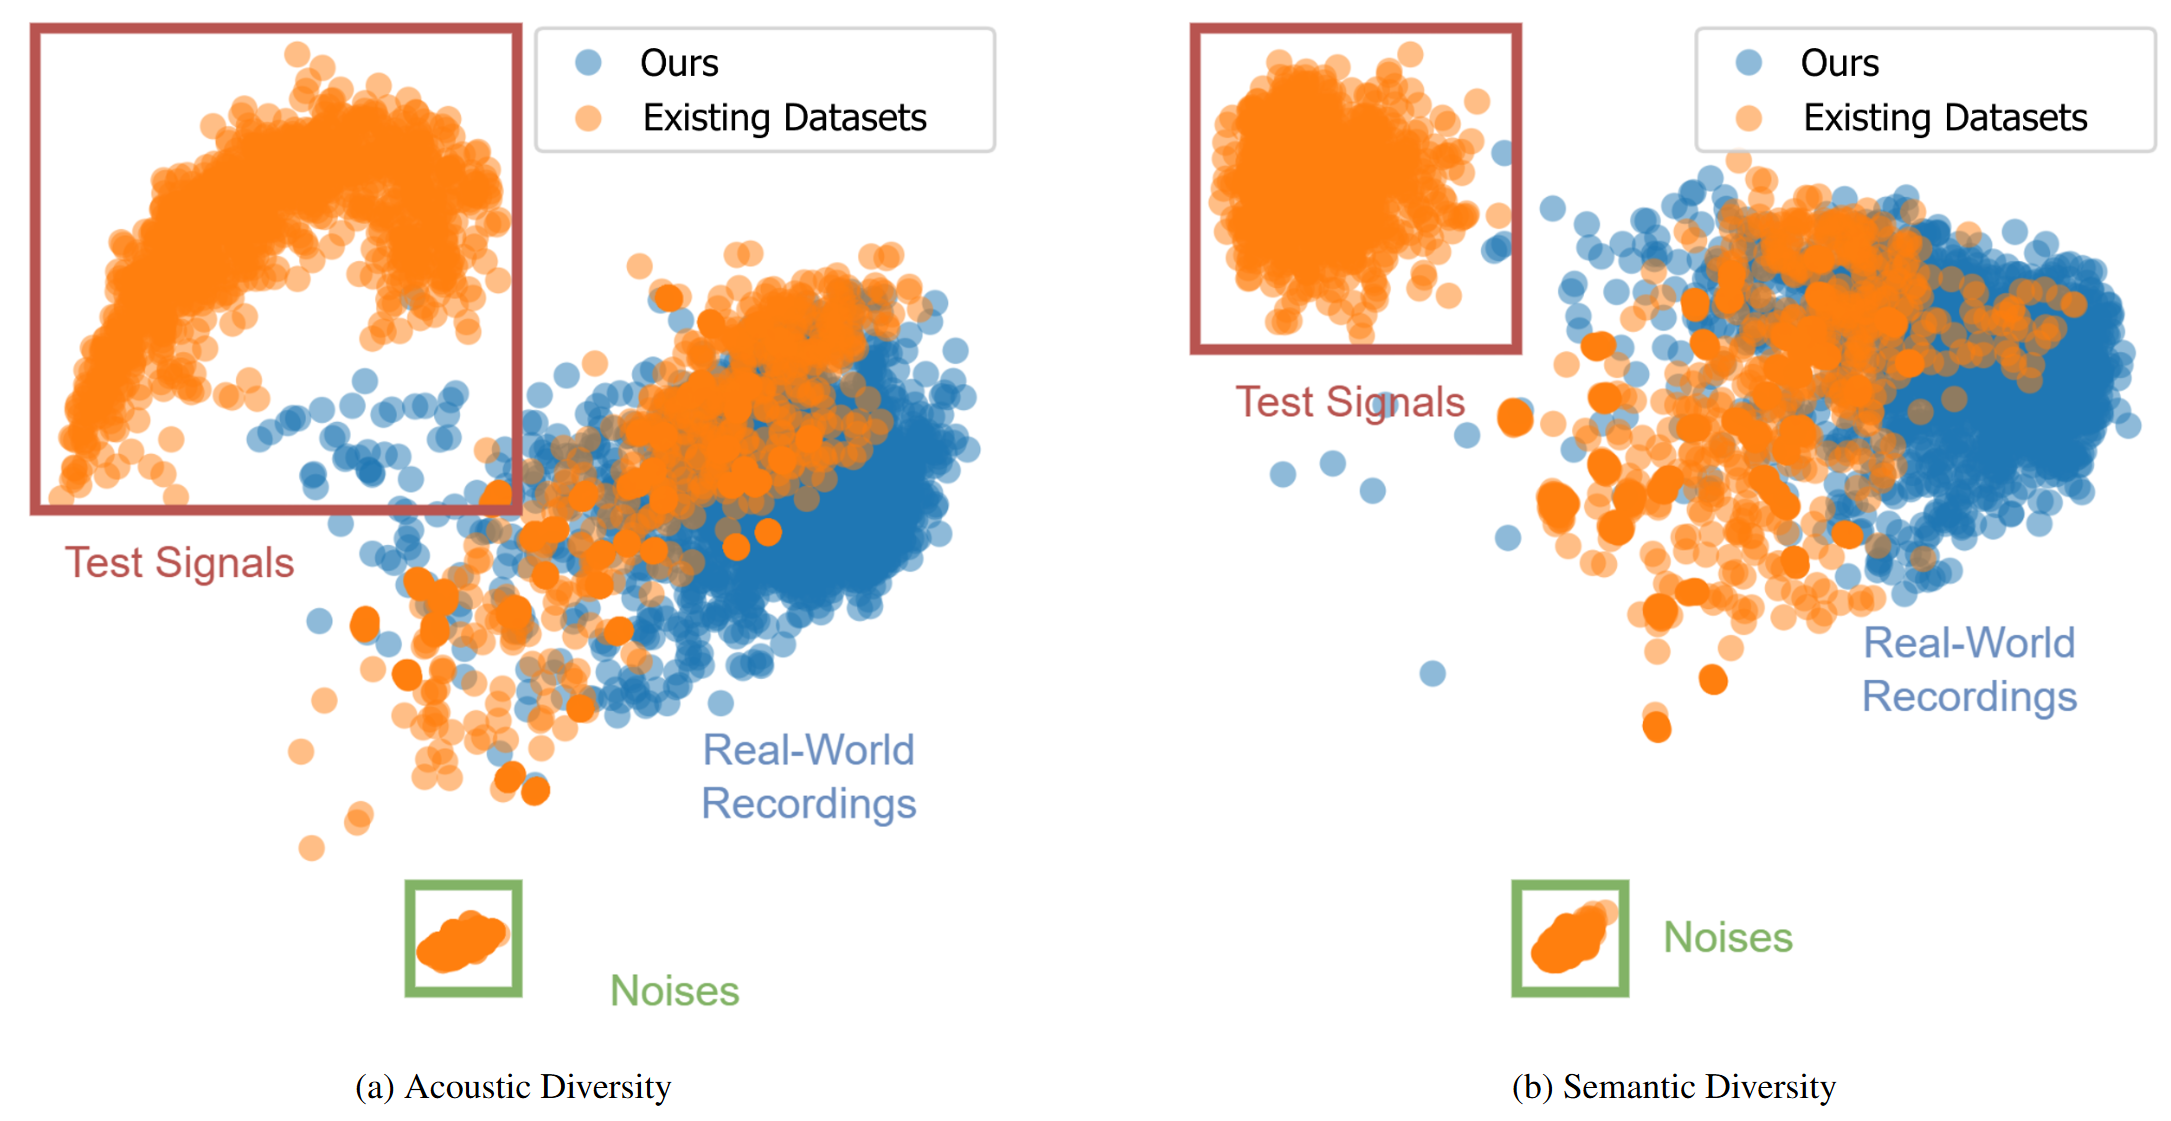 Ours
Existing Datasets
Test Signals
Real-World
Recordings
Noises
(a) Acoustic Diversity
Ours
Existing Datasets
Test Signals
Real-World
Recordings
Noises
(b) Semantic Diversity